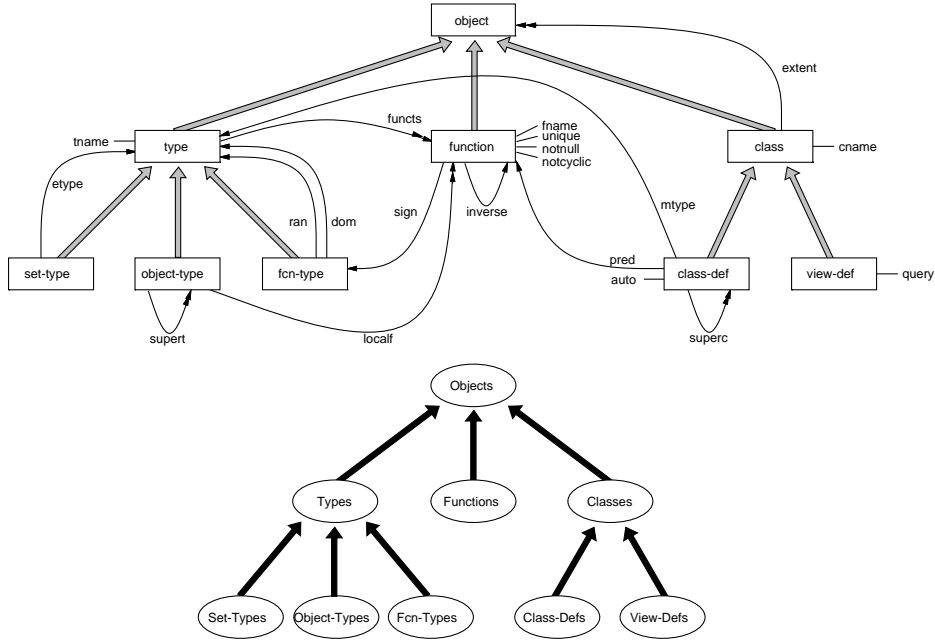 object
extent
functs
fname
unique
notnull
notcyclic
tname
type
function
class
cname
etype
ran
dom
sign
inverse
mtype
pred
auto
set-type
object-type
fcn-type
class-def
view-def
query
supert
localf
superc
Objects
Types
Functions
Classes
Set-Types
Object-Types
Fcn-Types
Class-Defs
View-Defs